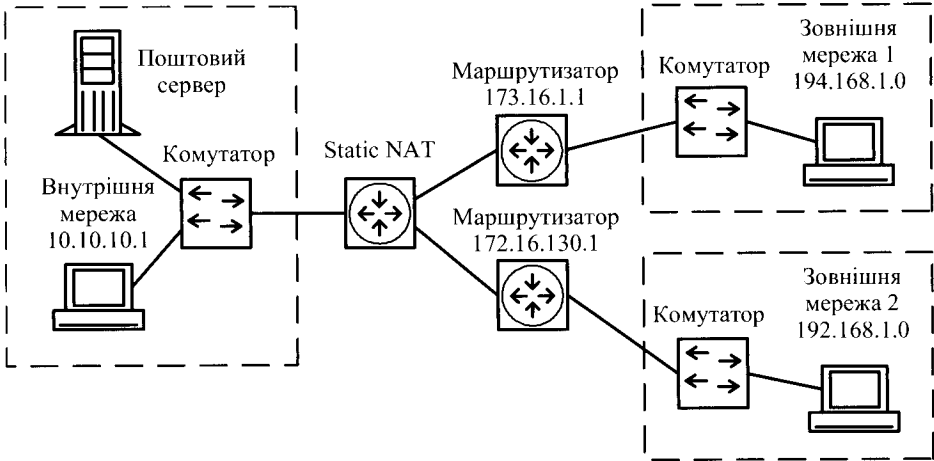 Поштовий
сервер
Комутатор
Внутрішня
мережа
10.10.10.1
Static NAT
Маршрутизатор
173.16.1.1
Маршрутизатор
172.16.130.1
Комутатор
Зовнішня
мережа 1
194.168.1.0
Комутатор
Зовнішня
мережа 2
192.168.1.0